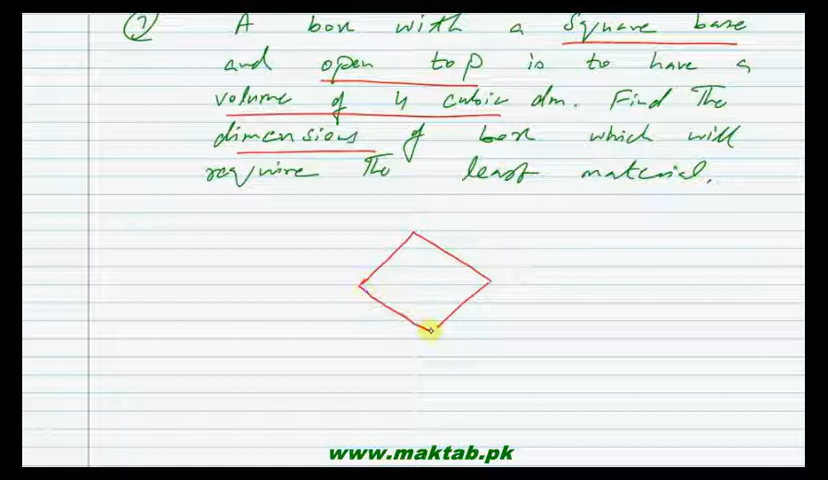 7 A box with a square base
and open top is to have a
volume of 4 cubic dm. Find the
dimensions of box which will
require the least material.
www.maktab.pk